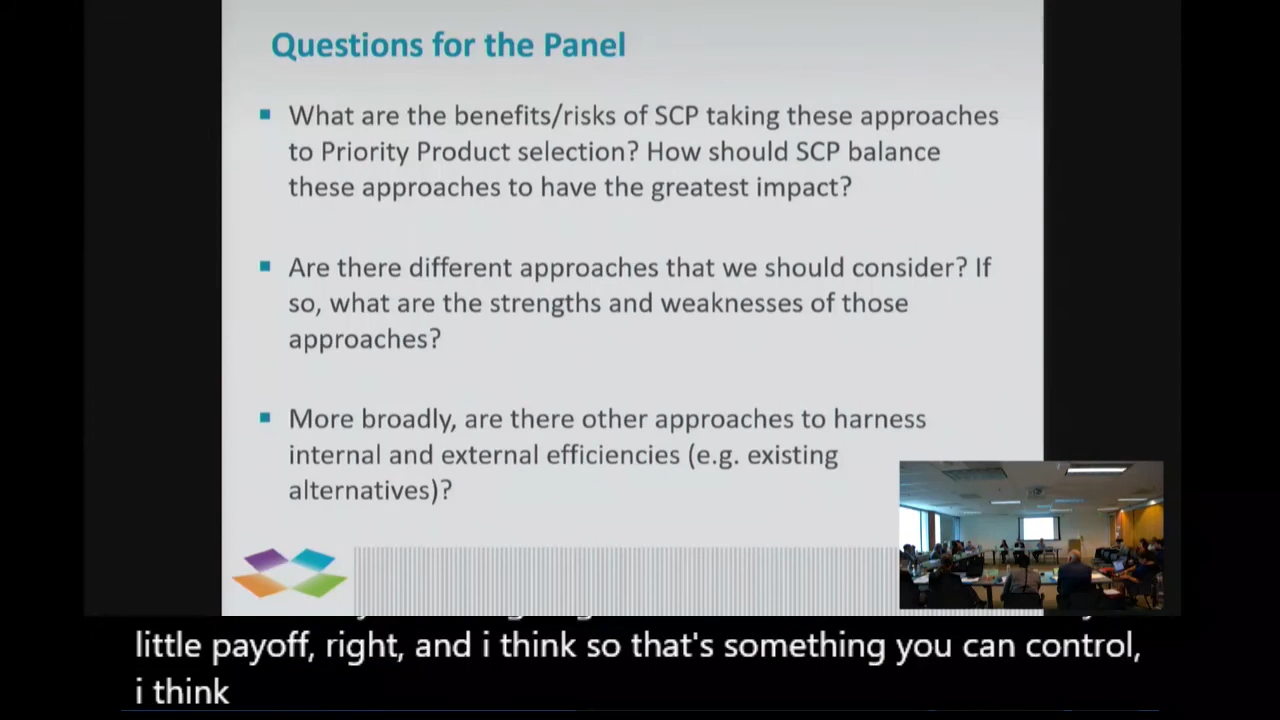 Questions for the Panel
What are the benefits/risks of SCP taking these approaches
to Priority Product selection? How should SCP balance
these approaches to have the greatest impact?
Are there different approaches that we should consider? If
so, what are the strengths and weaknesses of those
approaches?
More broadly, are there other approaches to harness
internal and external efficiencies (e.g. existing
alternatives)?
little payoff, right, and i think so that's something you can control,
i think